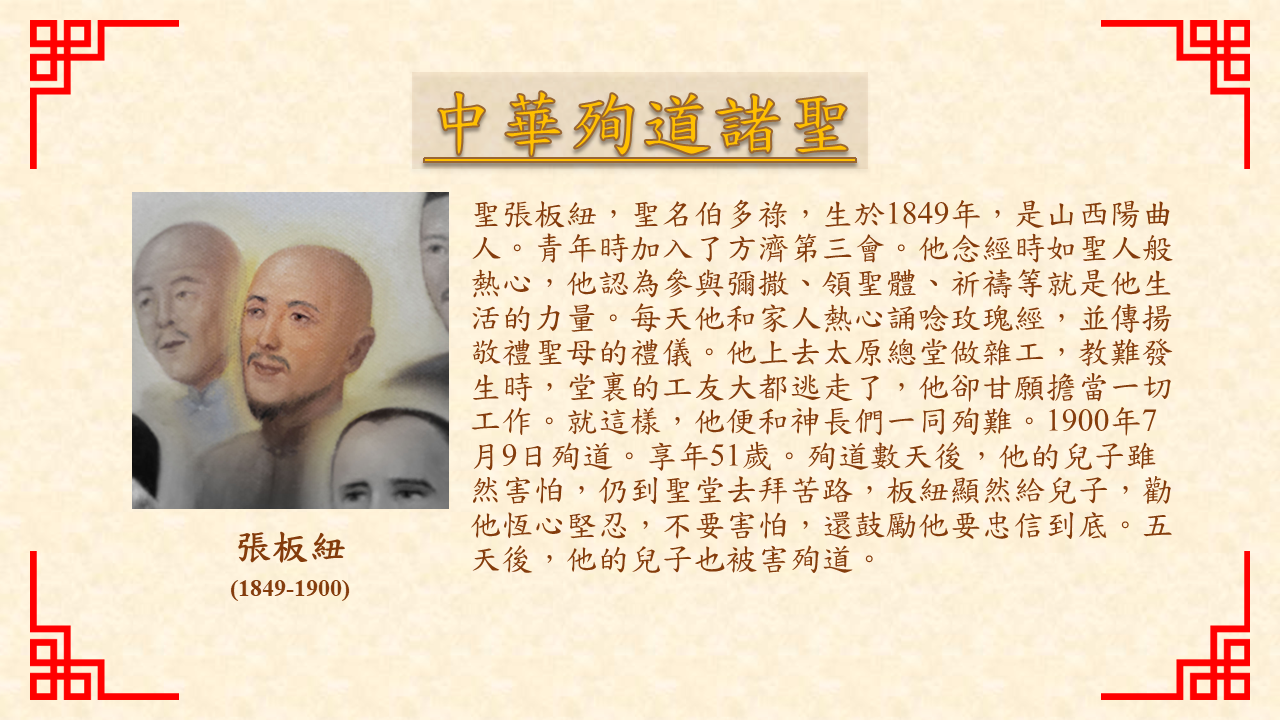 中華殉道諸聖
聖張板紐，聖名伯多祿，生於1849年，是山西陽曲
人。青年時加入了方濟第三會。他念經時如聖人般
熱心，他認為參與彌撒、領聖體、祈禱等就是他生
活的力量。每天他和家人熱心誦唸玫瑰經，並傳揚
敬禮聖母的禮儀。他上去太原總堂做雜工，教難發
生時，堂裏的工友大都逃走了，他卻甘願擔當一切
工作。就這樣，他便和神長們一同殉難。1900年7
月9日殉道。享年51歲。殉道數天後，他的兒子雖
然害怕，仍到聖堂去拜苦路，板紐顯然給兒子，勸
他恆心堅忍，不要害怕，還鼓勵他要忠信到底。五
天後，他的兒子也被害殉道。
張板紐
(1849-1900)